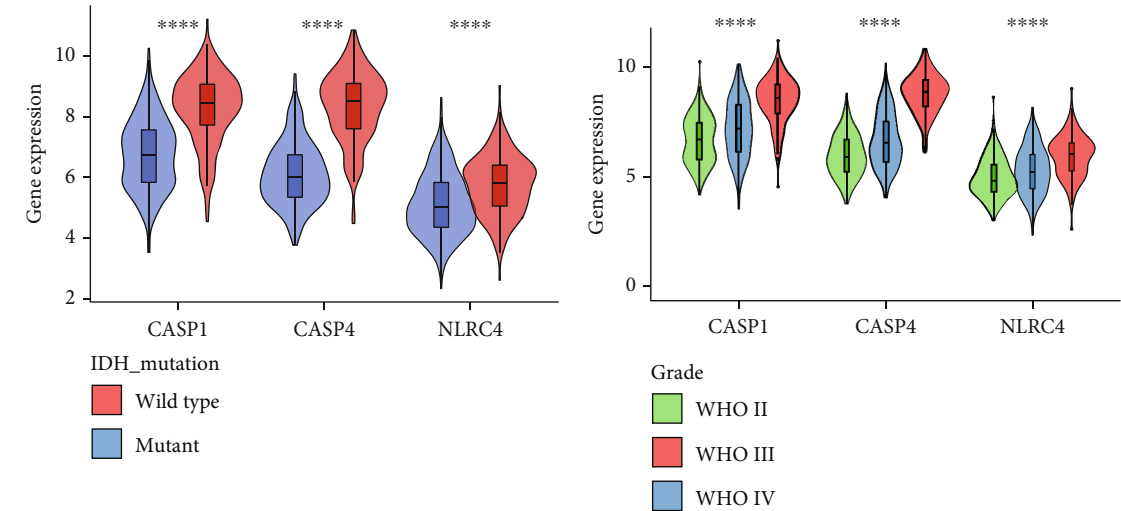 **** **** ****
10
8
6
4
2
Gene expression
CASP1 CASP4 NLRC4
IDH_mutation
Wild type
Mutant
**** **** ****
10
5
0
Gene expression
CASP1 CASP4 NLRC4
Grade
WHO II
WHO III
WHO IV